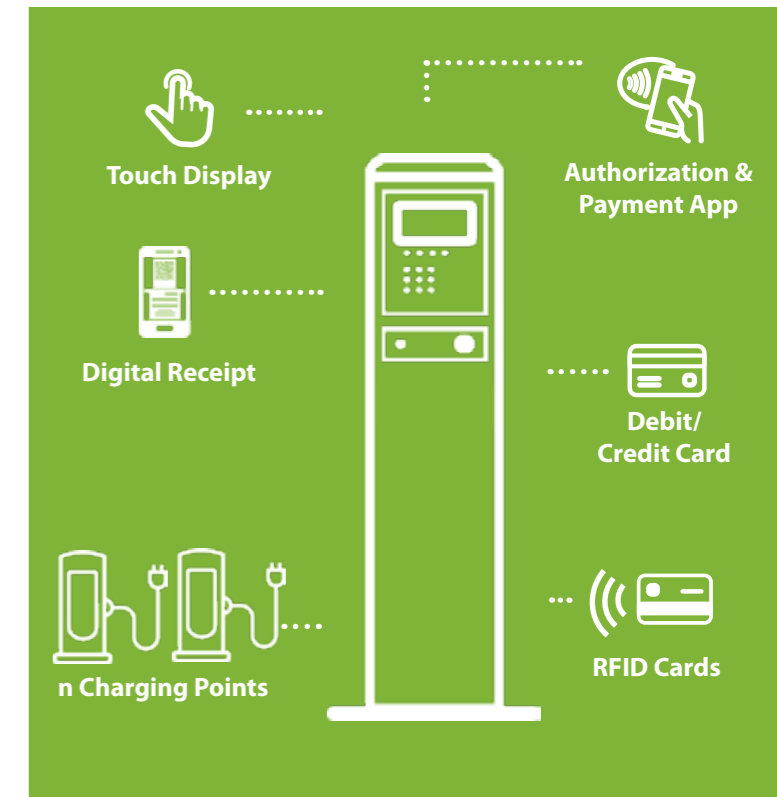 Touch Display
Authorization &
Payment App
Digital Receipt
Debit/
Credit Card
n Charging Points
RFID Cards